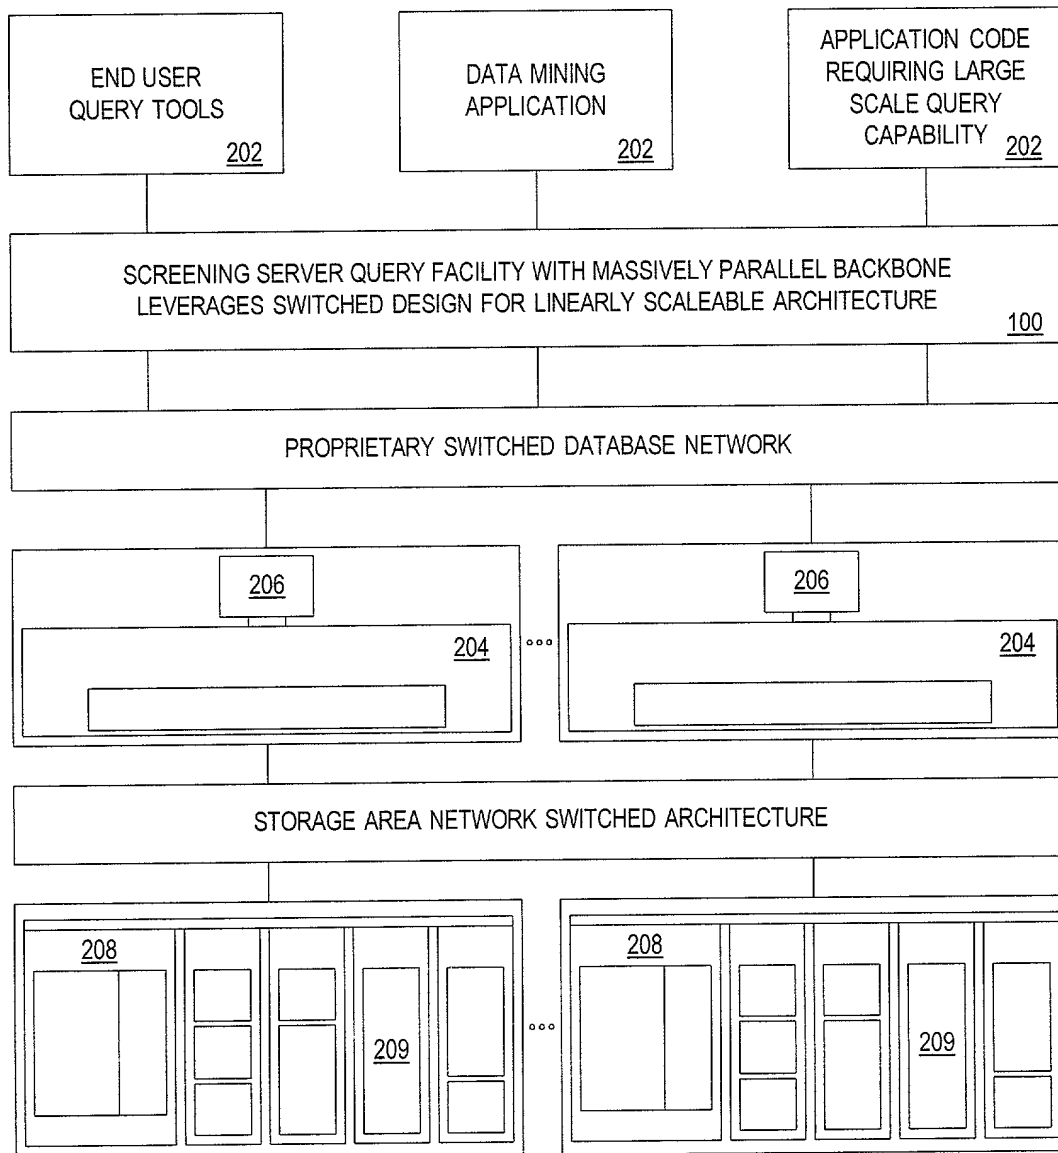 END USER
QUERY TOOLS
202
DATA MINING
APPLICATION
202
APPLICATION CODE
REQUIRING LARGE
SCALE QUERY
CAPABILITY
202
SCREENING SERVER QUERY FACILITY WITH MASSIVELY PARALLEL BACKBONE
LEVERAGES SWITCHED DESIGN FOR LINEARLY SCALEABLE ARCHITECTURE
100
PROPRIETARY SWITCHED DATABASE NETWORK
206
204
206
204
STORAGE AREA NETWORK SWITCHED ARCHITECTURE
208
209
208
209